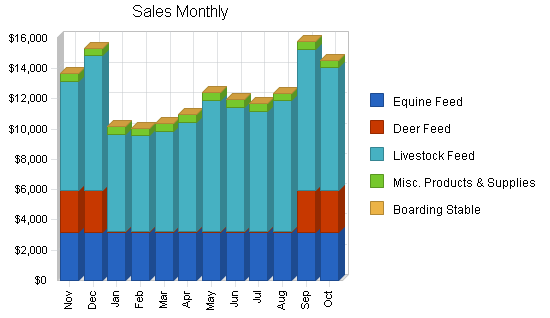 Sales Monthly
$16,000
$14,000
$12,000
$10,000
$8,000
$6,000
$4,000
$2,000
$0
Nov
Dec
Jan
Feb
Mar
Apr
May
Jun
Jul
Aug
Sep
Oct
Equine Feed
Deer Feed
Livestock Feed
Misc. Products & Supplies
Boarding Stable